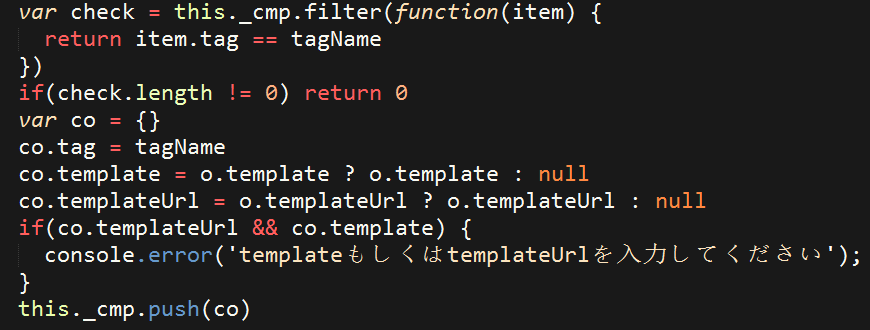 var check = this._cmp.filter(function(item) {
return item.tag == tagName
})
if(check.length != 0) return 0
var co = {}
co.tag = tagName
co.template = o.template ? o.template : null
co.templateUrl = o.templateUrl ? o.templateUrl : null
if(co.templateUrl && co.template) {
console.error('templateもしくはtemplateUrlを入力してください');
}
this._cmp.push(co)